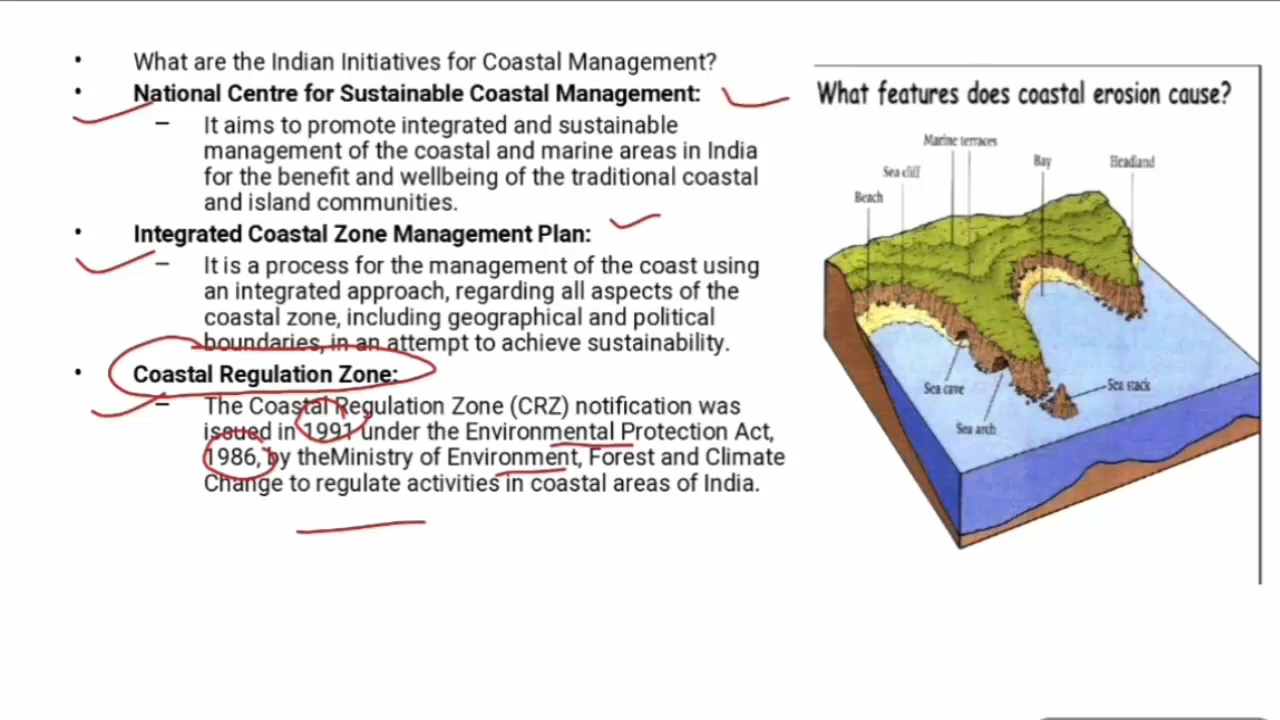 • What are the Indian Initiatives for Coastal Management?
• National Centre for Sustainable Coastal Management:
– It aims to promote integrated and sustainable
management of the coastal and marine areas in India
for the benefit and wellbeing of the traditional coastal
and island communities.
• Integrated Coastal Zone Management Plan:
– It is a process for the management of the coast using
an integrated approach, regarding all aspects of the
coastal zone, including geographical and political
boundaries, in an attempt to achieve sustainability.
• Coastal Regulation Zone:
– The Coastal Regulation Zone (CRZ) notification was
issued in 1991 under the Environmental Protection Act,
1986, by theMinistry of Environment, Forest and Climate
Change to regulate activities in coastal areas of India.
What features does coastal erosion cause?
Marine terraces
Bay
Headland
Sea cliff
Beach
Sea cave
Sea stack
Sea arch